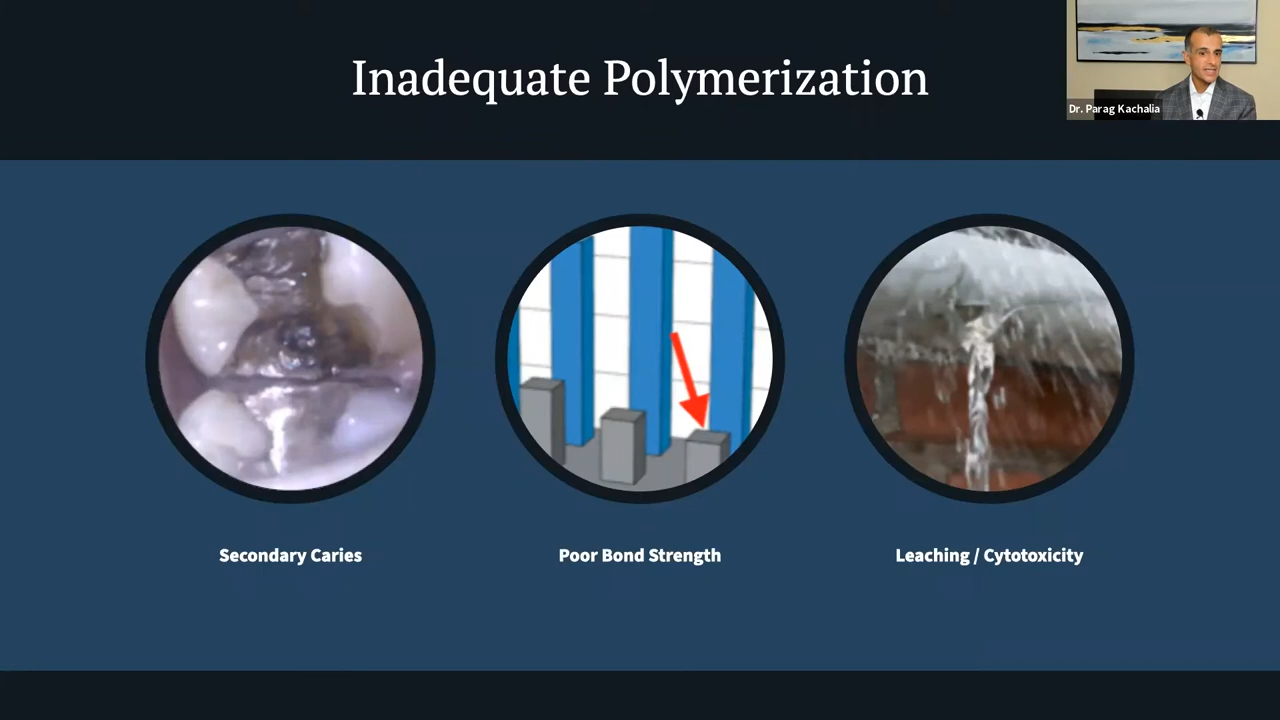 Inadequate Polymerization
Dr. Parag Kachalia
Secondary Caries
Poor Bond Strength
Leaching / Cytotoxicity